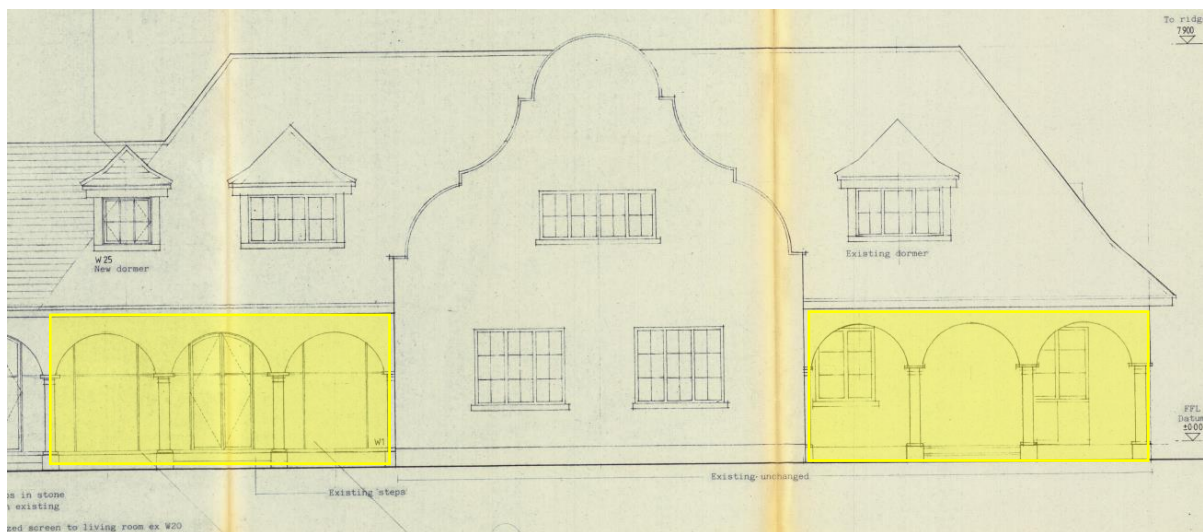 To ridg
7900
W25
New dormer
Existing dormer
W1
FFL
Datum
±000
Existing unchanged
Existing steps
s in stone
existing
zed screen to living room ex W20